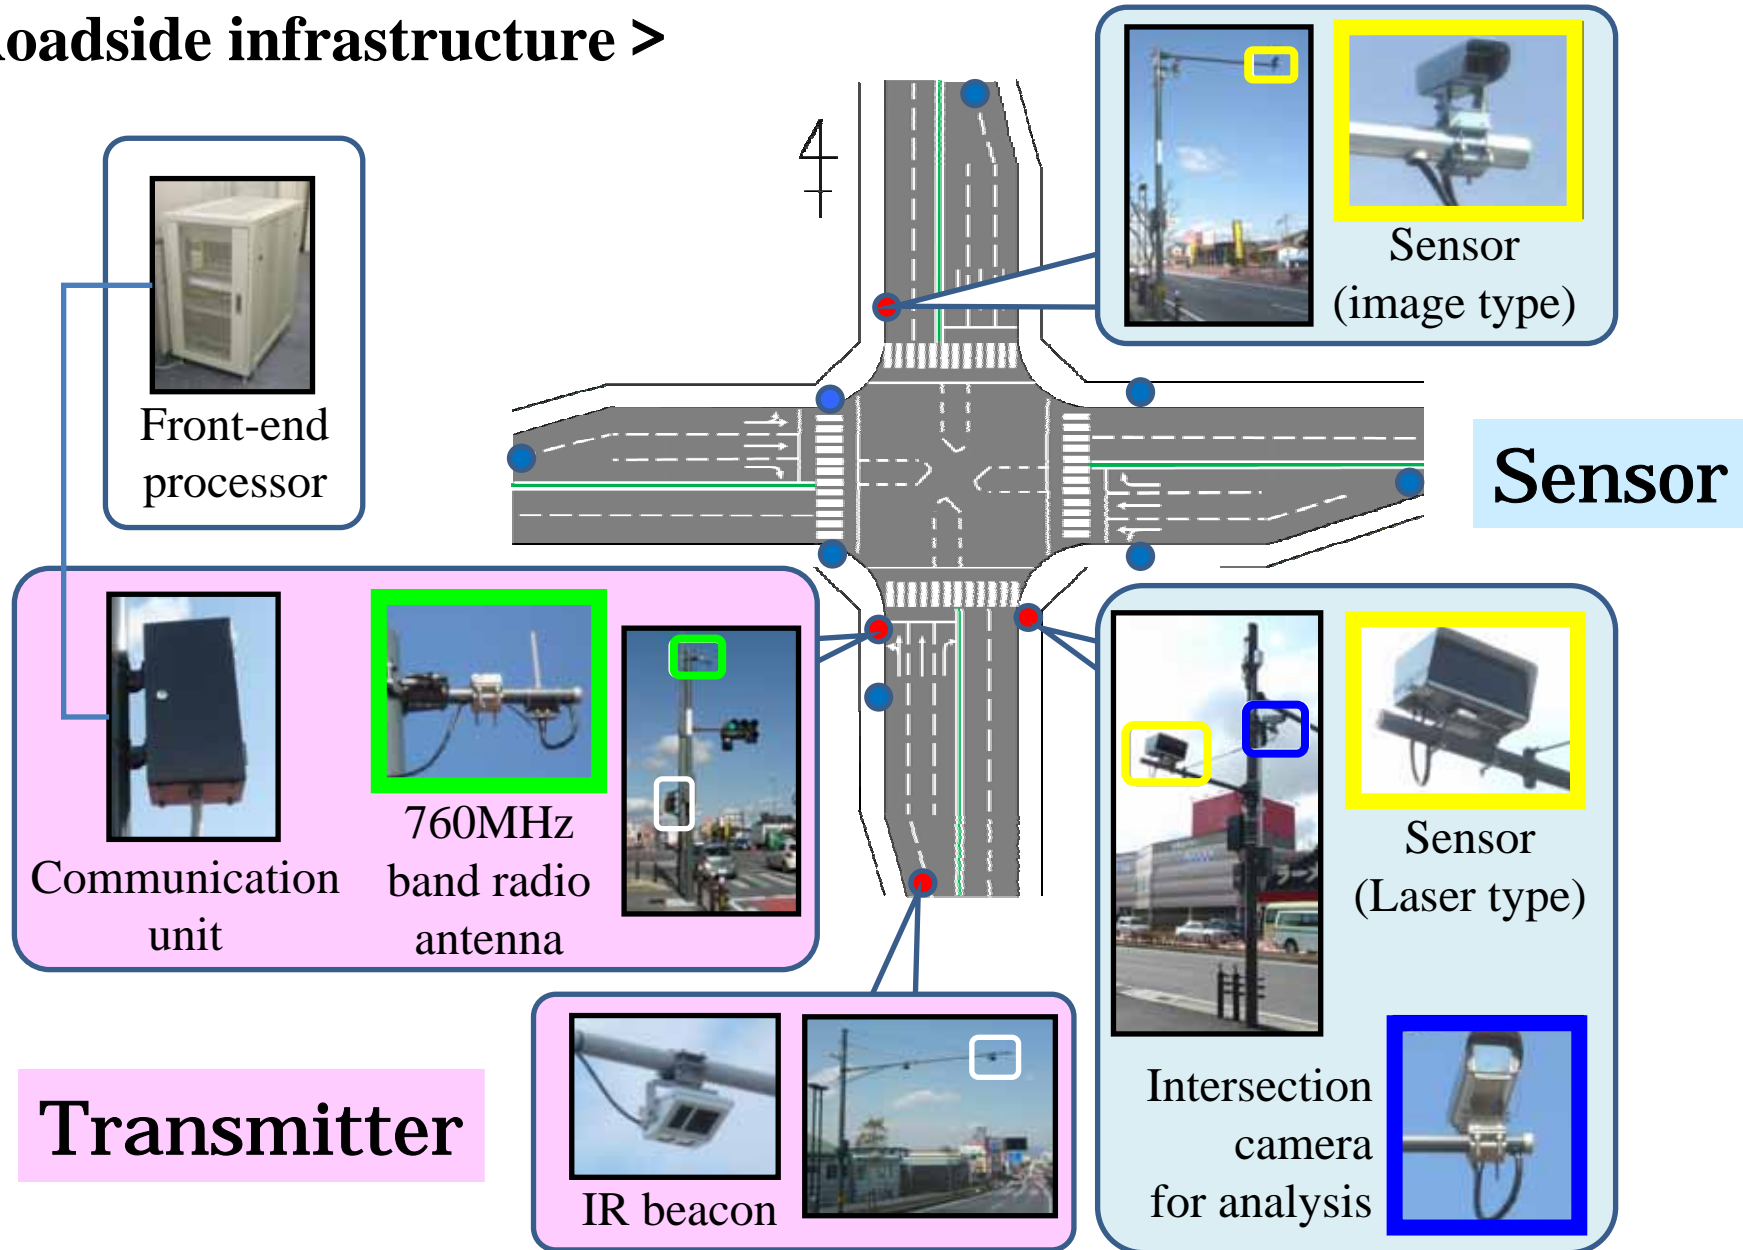 oadside infrastructure >
Sensor
(image type)
Front-end
processor
Sensor
Communication
unit
760MHz
band radio
antenna
Sensor
(Laser type)
Intersection
camera
for analysis
Transmitter
IR beacon